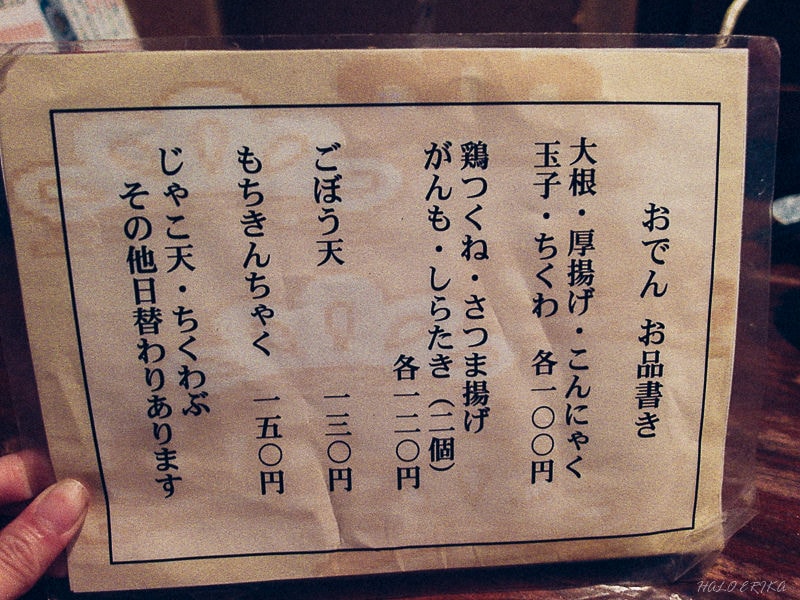 おでん お品書き
大根・厚揚げ・こんにゃく
玉子・ちくわ 各一〇〇円
鶏つくね・さつま揚げ
がんも・しらたき（二個）
各一二〇円
ごぼう天 一三〇円
もちきんちゃく 一五〇円
じゃこ天・ちくわぶ
その他日替わりあります
HALO ERIKA